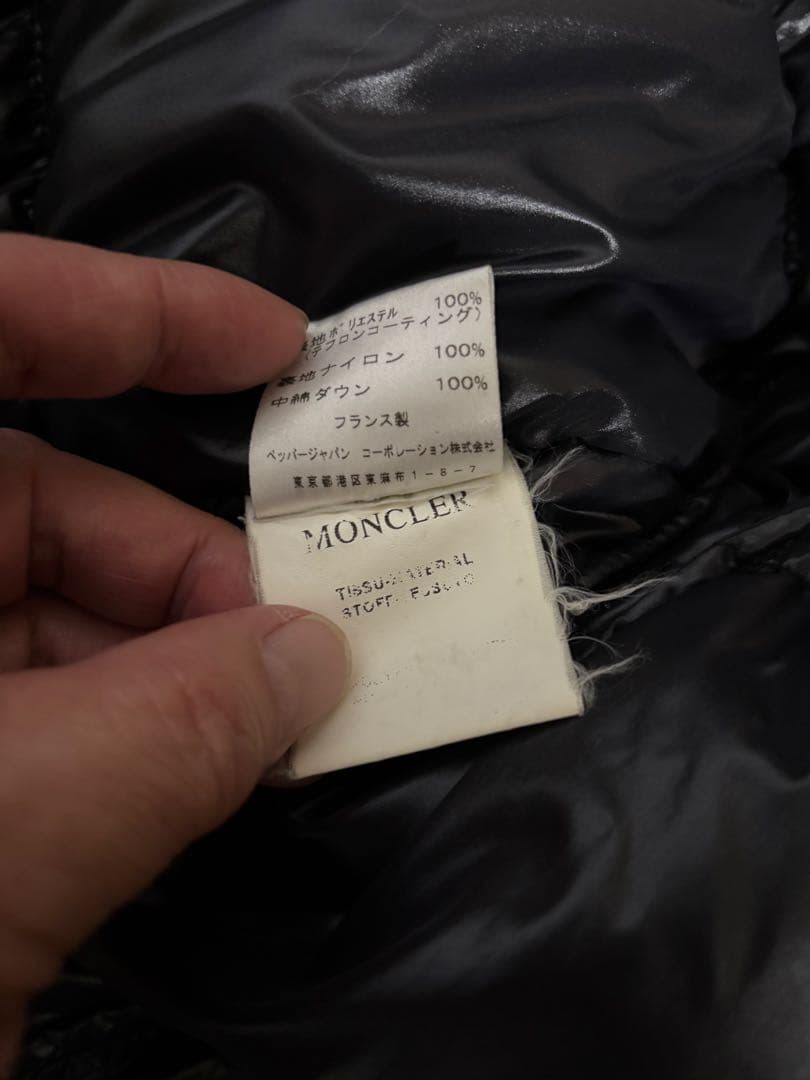 表地ポリエステル 100%
(テフロンコーティング)
裏地ナイロン 100%
中綿ダウン 100%
フランス製
ペッパージャパン コーポレーション株式会社
東京都港区東麻布1-8-7
MONCLER
TISSU-MATERIAL
STOFF-